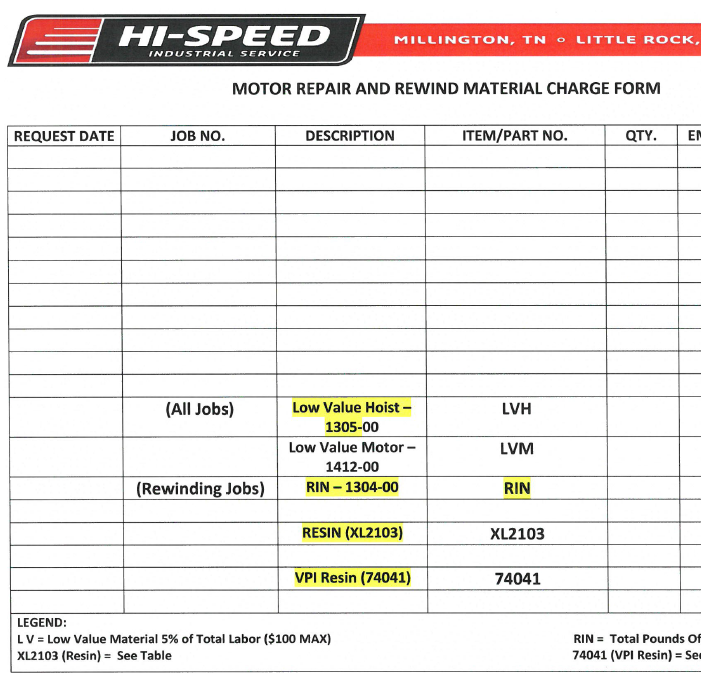 HI-SPEED
INDUSTRIAL SERVICE
MILLINGTON, TN ○ LITTLE ROCK,
MOTOR REPAIR AND REWIND MATERIAL CHARGE FORM
REQUEST DATE JOB NO. DESCRIPTION ITEM/PART NO. QTY.
(All Jobs) Low Value Hoist – LVH
1305-00
Low Value Motor – LVM
1412-00
(Rewinding Jobs) RIN – 1304-00 RIN
RESIN (XL2103) XL2103
VPI Resin (74041) 74041
LEGEND:
L V = Low Value Material 5% of Total Labor ($100 MAX) RIN = Total Pounds Of
XL2103 (Resin) = See Table 74041 (VPI Resin) =